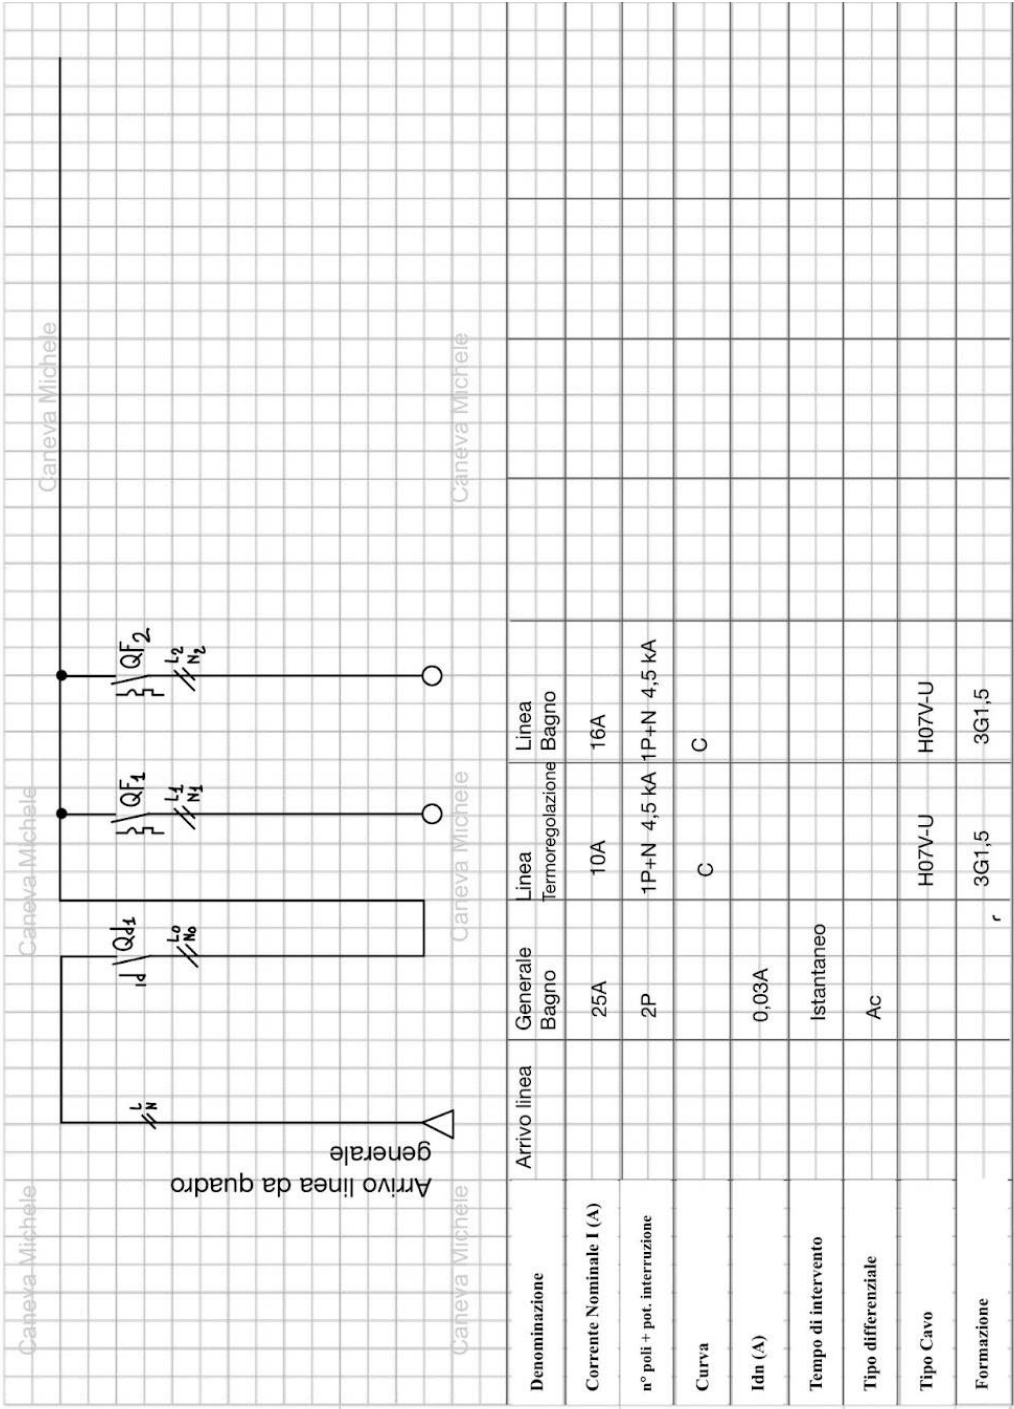 Caneva Michele
Caneva Michele
Caneva Michele
L
N
Id
Qd1
L0
N0
QF1
L1
N1
QF2
L2
N2
Arrivo linea da quadro
generale
Caneva Michele
Caneva Michele
Caneva Michele
Denominazione
Arrivo linea
Generale
Bagno
Linea
Termoregolazione
Linea
Bagno
Corrente Nominale I (A)
25A
10A
16A
n° poli + pot. interruzione
2P
1P+N 4,5 kA
1P+N 4,5 kA
Curva
C
C
Idn (A)
0,03A
Tempo di intervento
Istantaneo
Tipo differenziale
Ac
Tipo Cavo
H07V-U
H07V-U
Formazione
r
3G1,5
3G1,5